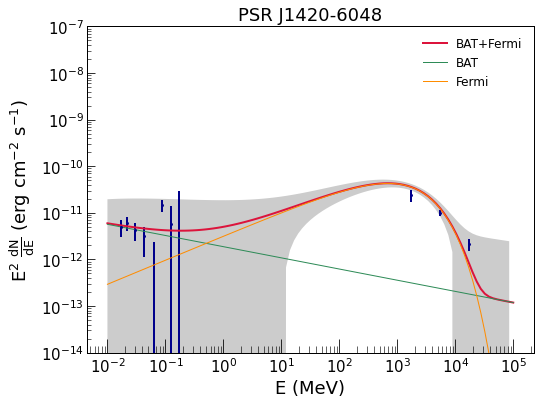 PSR J1420-6048
E² dN/dE (erg cm⁻² s⁻¹)
10⁻⁷
10⁻⁸
10⁻⁹
10⁻¹⁰
10⁻¹¹
10⁻¹²
10⁻¹³
10⁻¹⁴
BAT+Fermi
BAT
Fermi
10⁻² 10⁻¹ 10⁰ 10¹ 10² 10³ 10⁴ 10⁵
E (MeV)